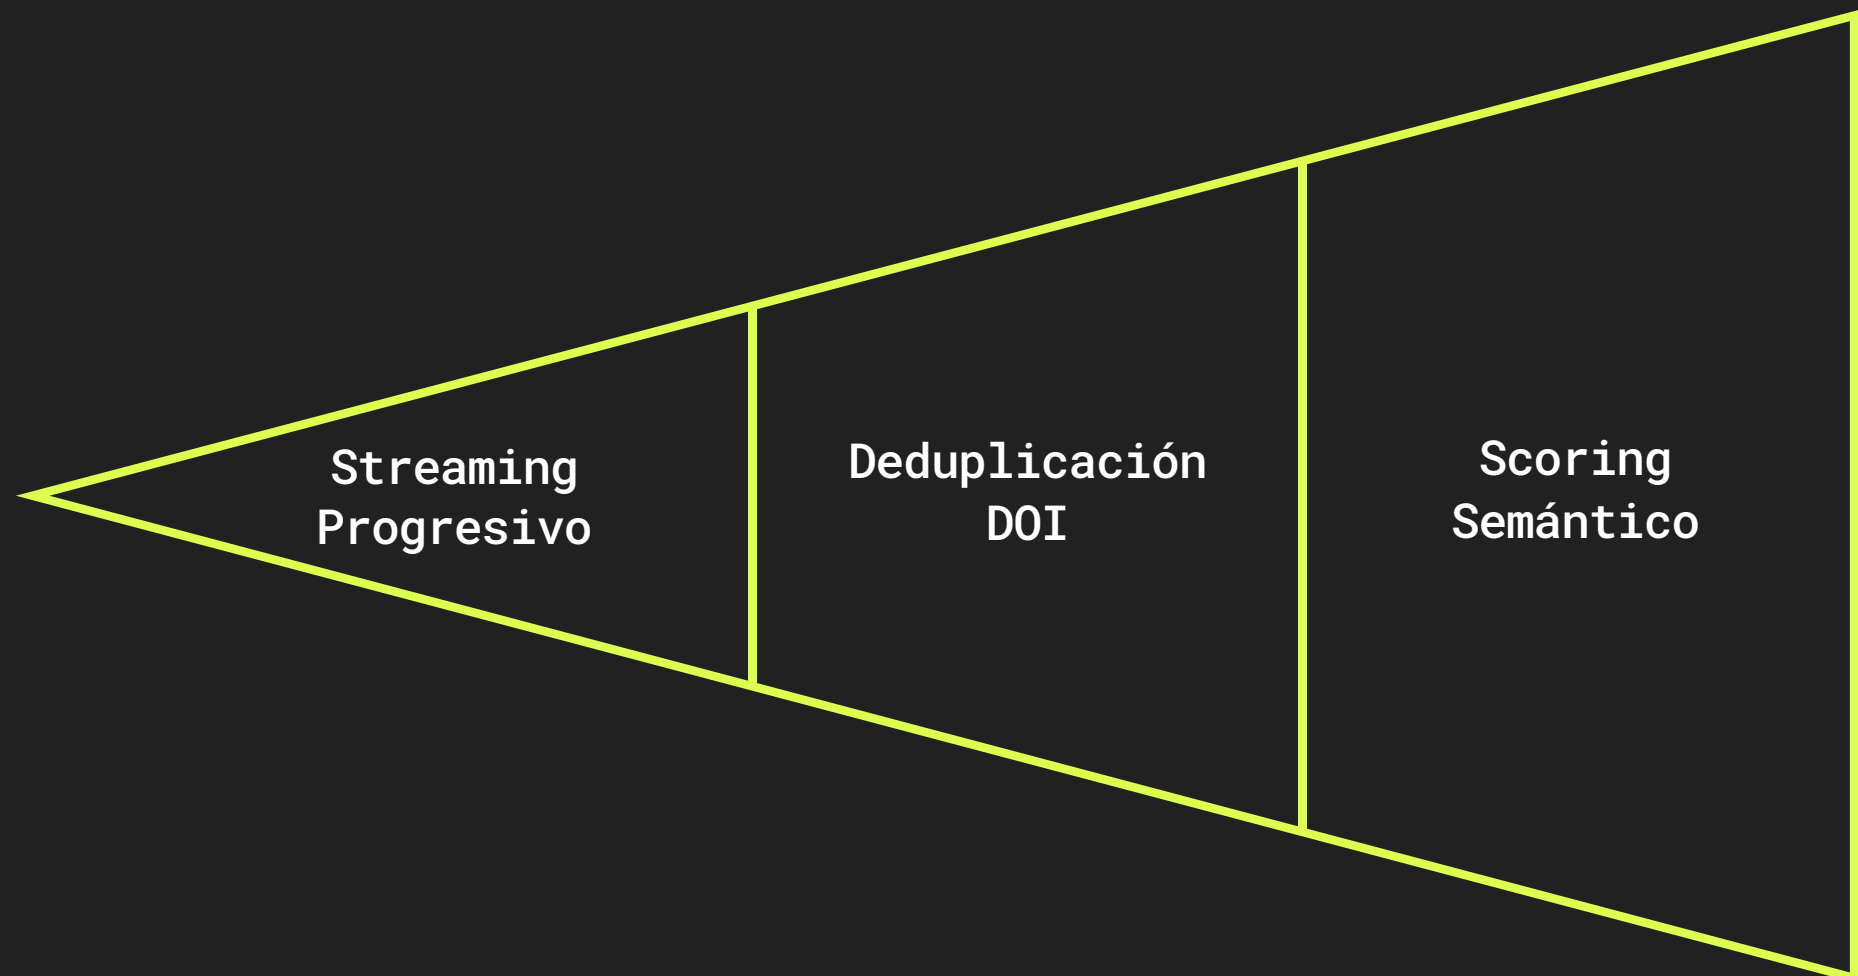 Streaming
Progresivo
Deduplicación
DOI
Scoring
Semántico